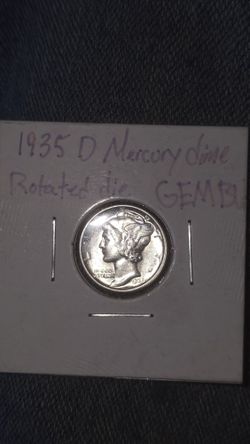 1935 D Mercury dime
Rotated die GEM BU